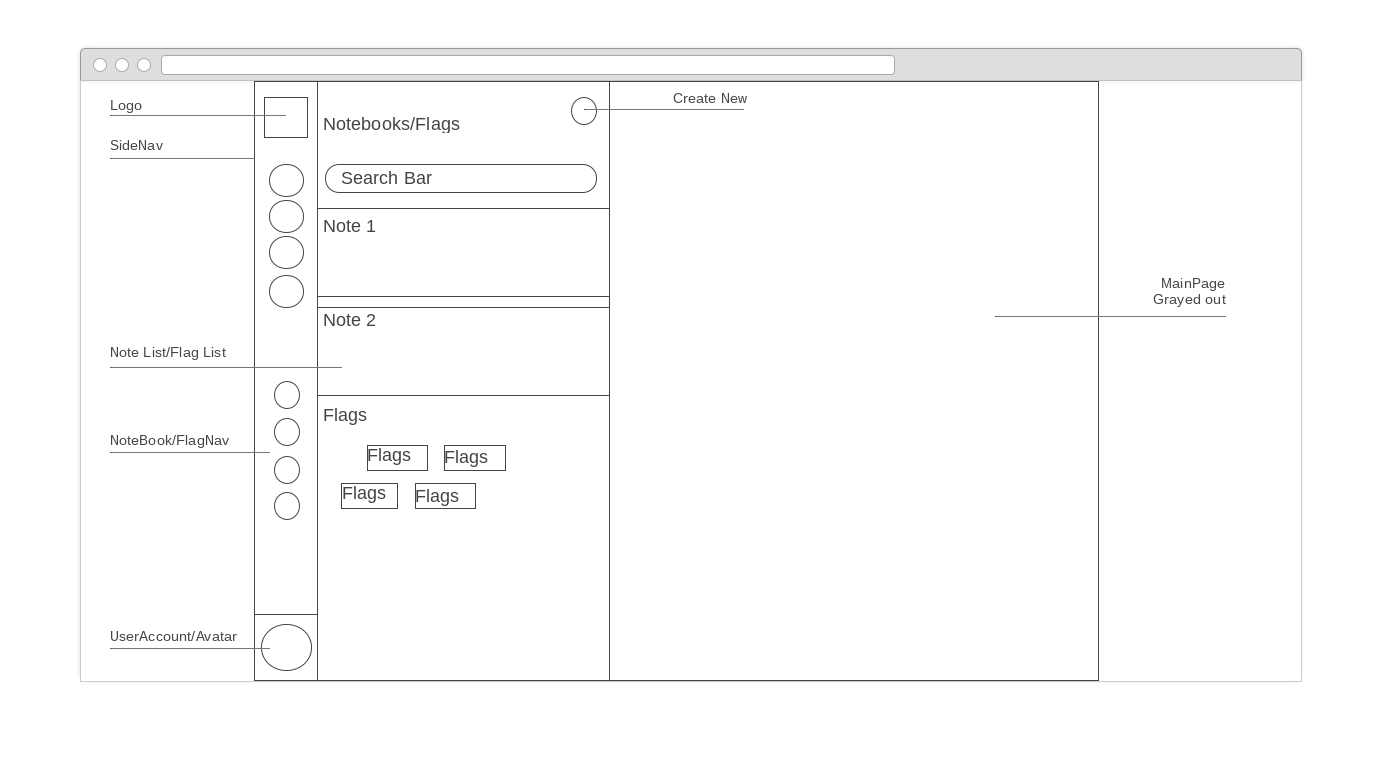 Logo
Create New
Notebooks/Flags
SideNav
Search Bar
Note 1
MainPage
Grayed out
Note 2
Note List/Flag List
Flags
NoteBook/FlagNav
Flags
Flags
Flags
Flags
UserAccount/Avatar